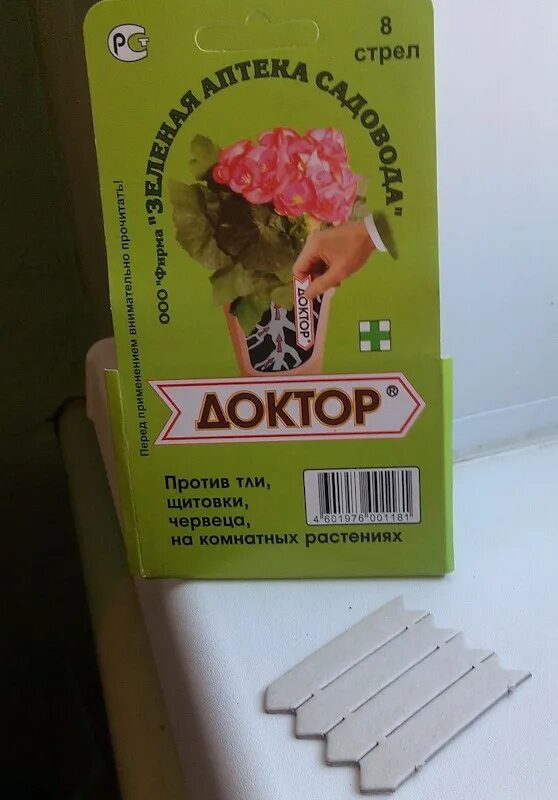 РСТ
8
стрел
ООО "Фирма "ЗЕЛЕНАЯ АПТЕКА САДОВОДА"
Перед применением внимательно прочитать!
ДОКТОР®
ДОКТОР®
Против тли,
щитовки,
червеца,
на комнатных растениях
4 601976 001181